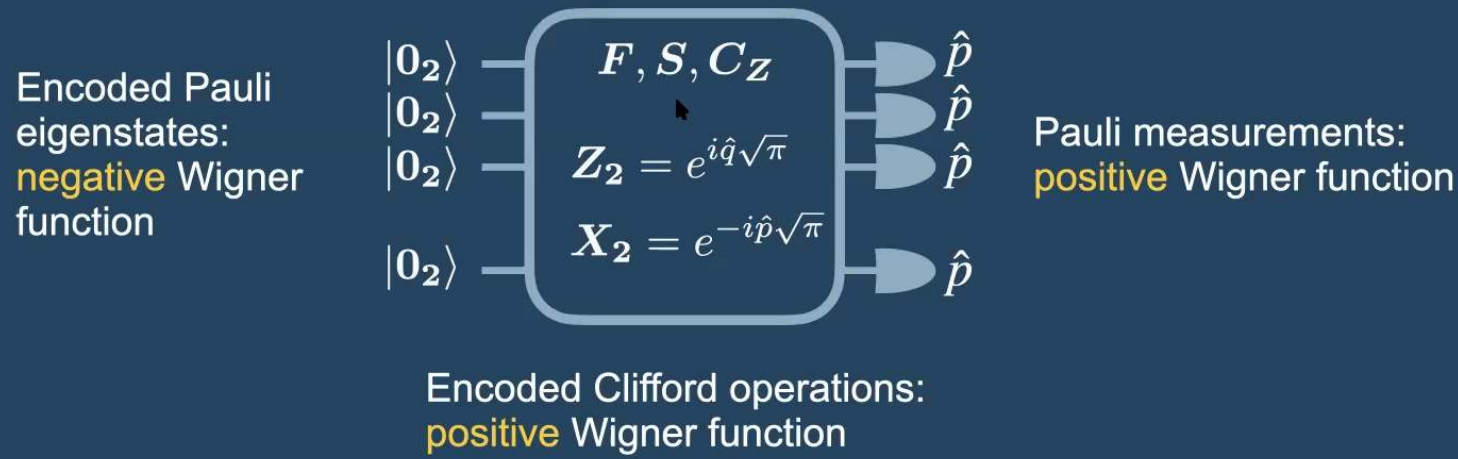 Encoded Pauli
eigenstates:
negative Wigner
function
|0₂⟩
|0₂⟩
|0₂⟩
|0₂⟩
F, S, C_Z
Z₂ = e^{iq̂√π}
X₂ = e^{-ip̂√π}
p̂
p̂
p̂
p̂
Pauli measurements:
positive Wigner function
Encoded Clifford operations:
positive Wigner function